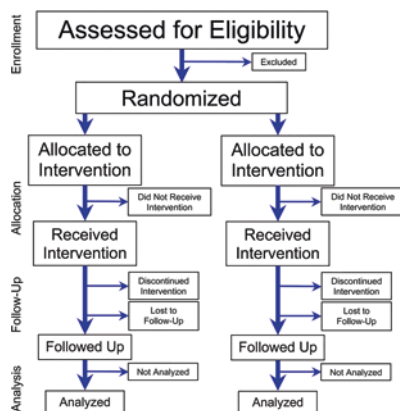 Enrollment
Assessed for Eligibility
Excluded
Randomized
Allocation
Allocated to
Intervention
Did Not Receive
Intervention
Received
Intervention
Allocated to
Intervention
Did Not Receive
Intervention
Received
Intervention
Follow-Up
Discontinued
Intervention
Lost to
Follow-Up
Followed Up
Discontinued
Intervention
Lost to
Follow-Up
Followed Up
Analysis
Not Analyzed
Analyzed
Not Analyzed
Analyzed